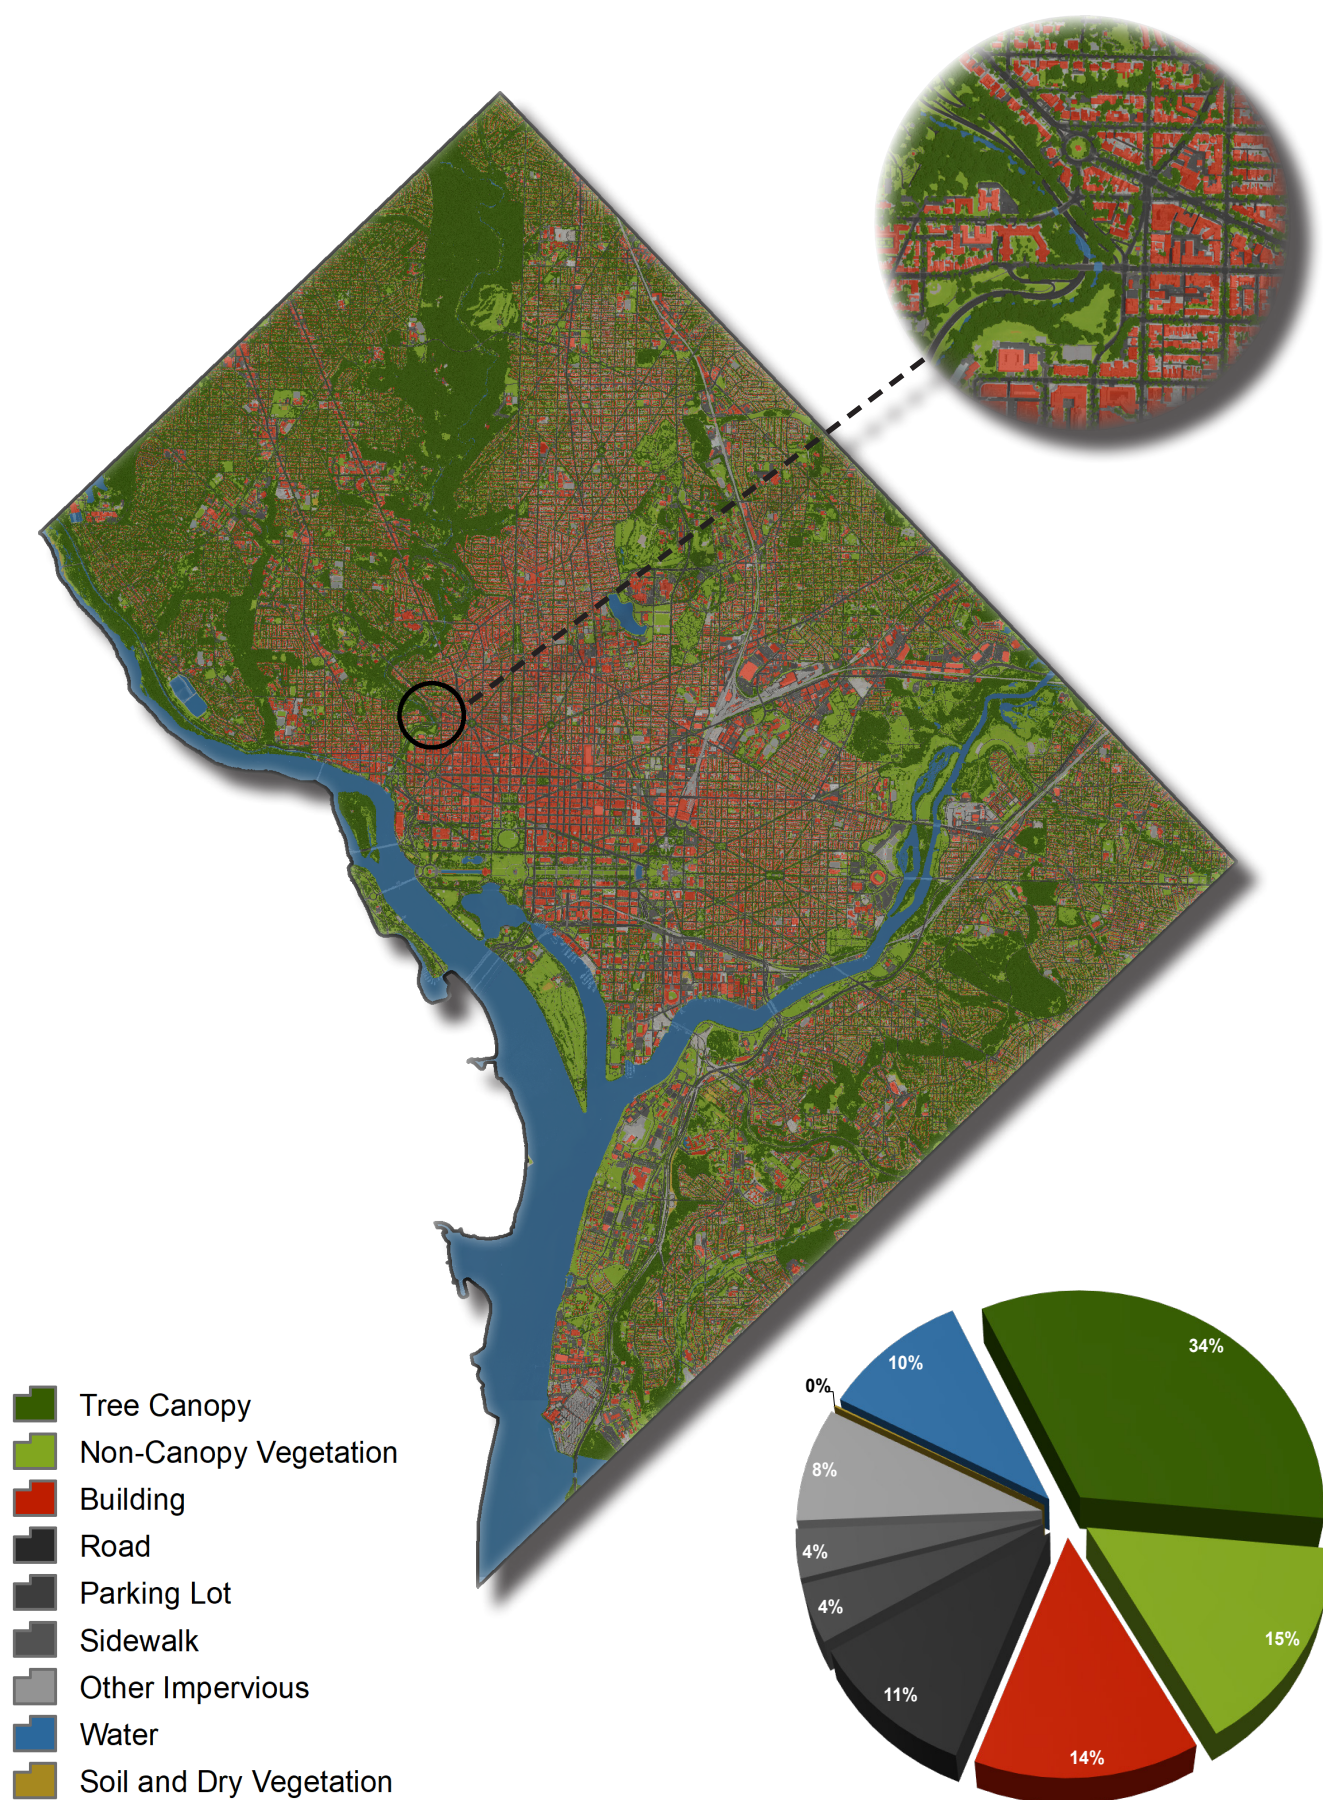 Tree Canopy
Non-Canopy Vegetation
Building
Road
Parking Lot
Sidewalk
Other Impervious
Water
Soil and Dry Vegetation
34%
15%
14%
11%
4%
4%
8%
0%
10%